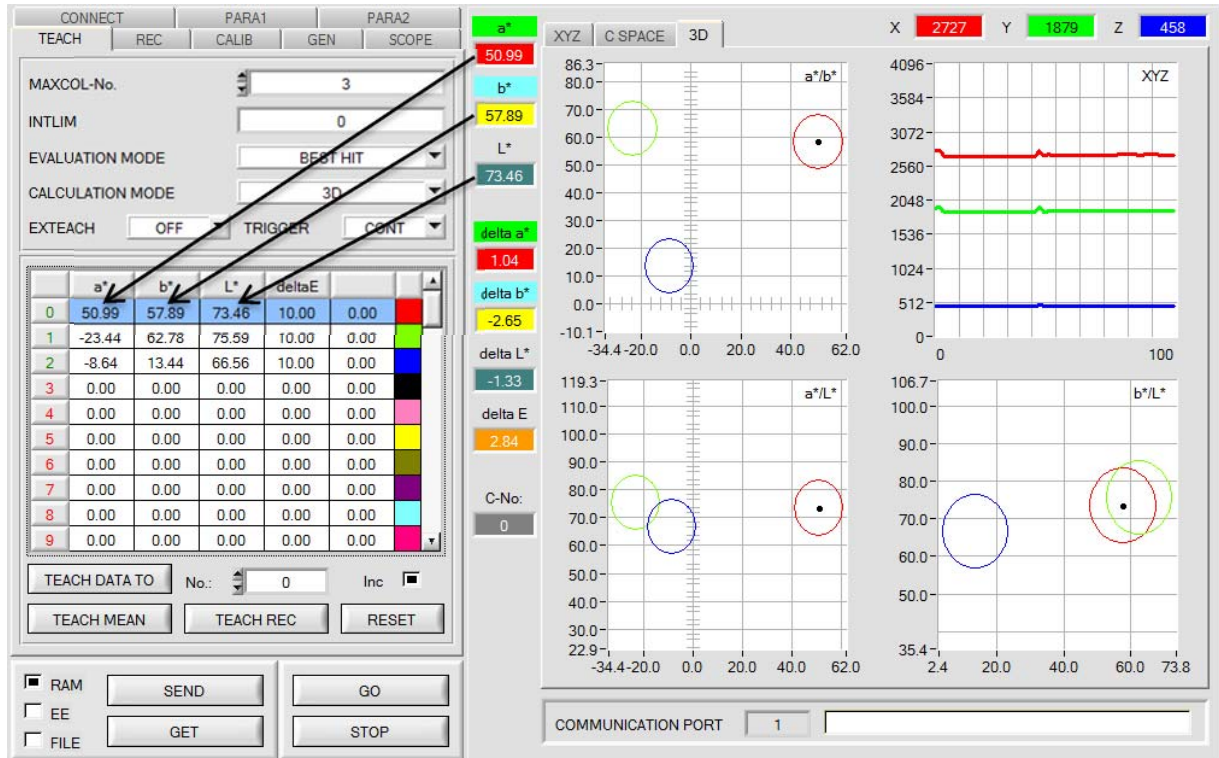 CONNECT PARA1 PARA2
TEACH REC CALIB GEN SCOPE
MAXCOL-No. 3
INTLIM 0
EVALUATION MODE BEST HIT
CALCULATION MODE 3D
EXTEACH OFF TRIGGER CONT
a* b* L* deltaE
0 50.99 57.89 73.46 10.00 0.00
1 -23.44 62.78 75.59 10.00 0.00
2 -8.64 13.44 66.56 10.00 0.00
3 0.00 0.00 0.00 0.00 0.00
4 0.00 0.00 0.00 0.00 0.00
5 0.00 0.00 0.00 0.00 0.00
6 0.00 0.00 0.00 0.00 0.00
7 0.00 0.00 0.00 0.00 0.00
8 0.00 0.00 0.00 0.00 0.00
9 0.00 0.00 0.00 0.00 0.00
TEACH DATA TO No.: 0 Inc
TEACH MEAN TEACH REC RESET
RAM SEND GO
EE
GET STOP
FILE
a*
50.99
b*
57.89
L*
73.46
delta a*
1.04
delta b*
-2.65
delta L*
-1.33
delta E
2.84
C-No:
0
XYZ C SPACE 3D
X 2727 Y 1879 Z 458
a*/b*
86.3
80.0
70.0
60.0
50.0
40.0
30.0
20.0
10.0
0.0
-10.1
-34.4 -20.0 0.0 20.0 40.0 62.0
XYZ
4096
3584
3072
2560
2048
1536
1024
512
0
0 100
a*/L*
119.3
110.0
100.0
90.0
80.0
70.0
60.0
50.0
40.0
30.0
22.9
-34.4 -20.0 0.0 20.0 40.0 62.0
b*/L*
106.7
100.0
90.0
80.0
70.0
60.0
50.0
35.4
2.4 20.0 40.0 60.0 73.8
COMMUNICATION PORT 1